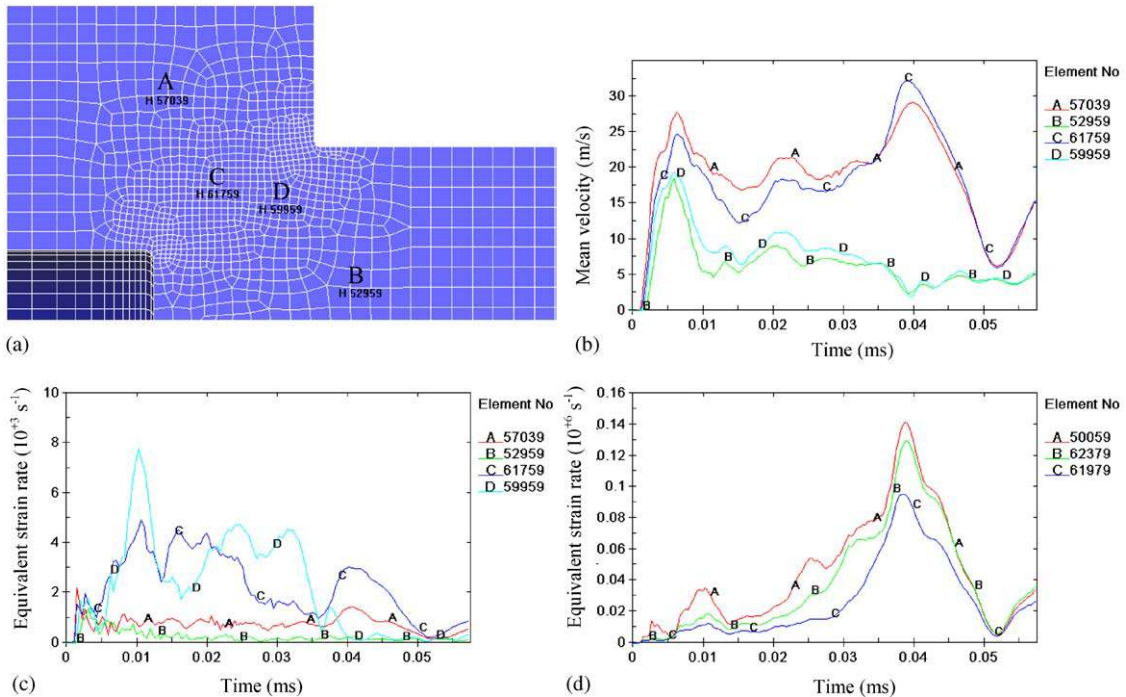 A
H 57039
C
H 61759
D
H 59959
B
H 52959
(a)
Mean velocity (m/s)
30
25
20
15
10
5
0
0
0.01
0.02
0.03
0.04
0.05
Time (ms)
A A A A
B B B B B
C C C C C C
D D D D D
Element No
A 57039
B 52959
C 61759
D 59959
(b)
Equivalent strain rate (10+3 s-1)
10
8
6
4
2
0
0
0.01
0.02
0.03
0.04
0.05
Time (ms)
A A A A
B B B B B
C C C C C
D D D D D
Element No
A 57039
B 52959
C 61759
D 59959
(c)
Equivalent strain rate (10+6 s-1)
0.16
0.14
0.12
0.1
0.08
0.06
0.04
0.02
0
0
0.01
0.02
0.03
0.04
0.05
Time (ms)
A A A A
B B B B B
C C C C C
Element No
A 50059
B 62379
C 61979
(d)